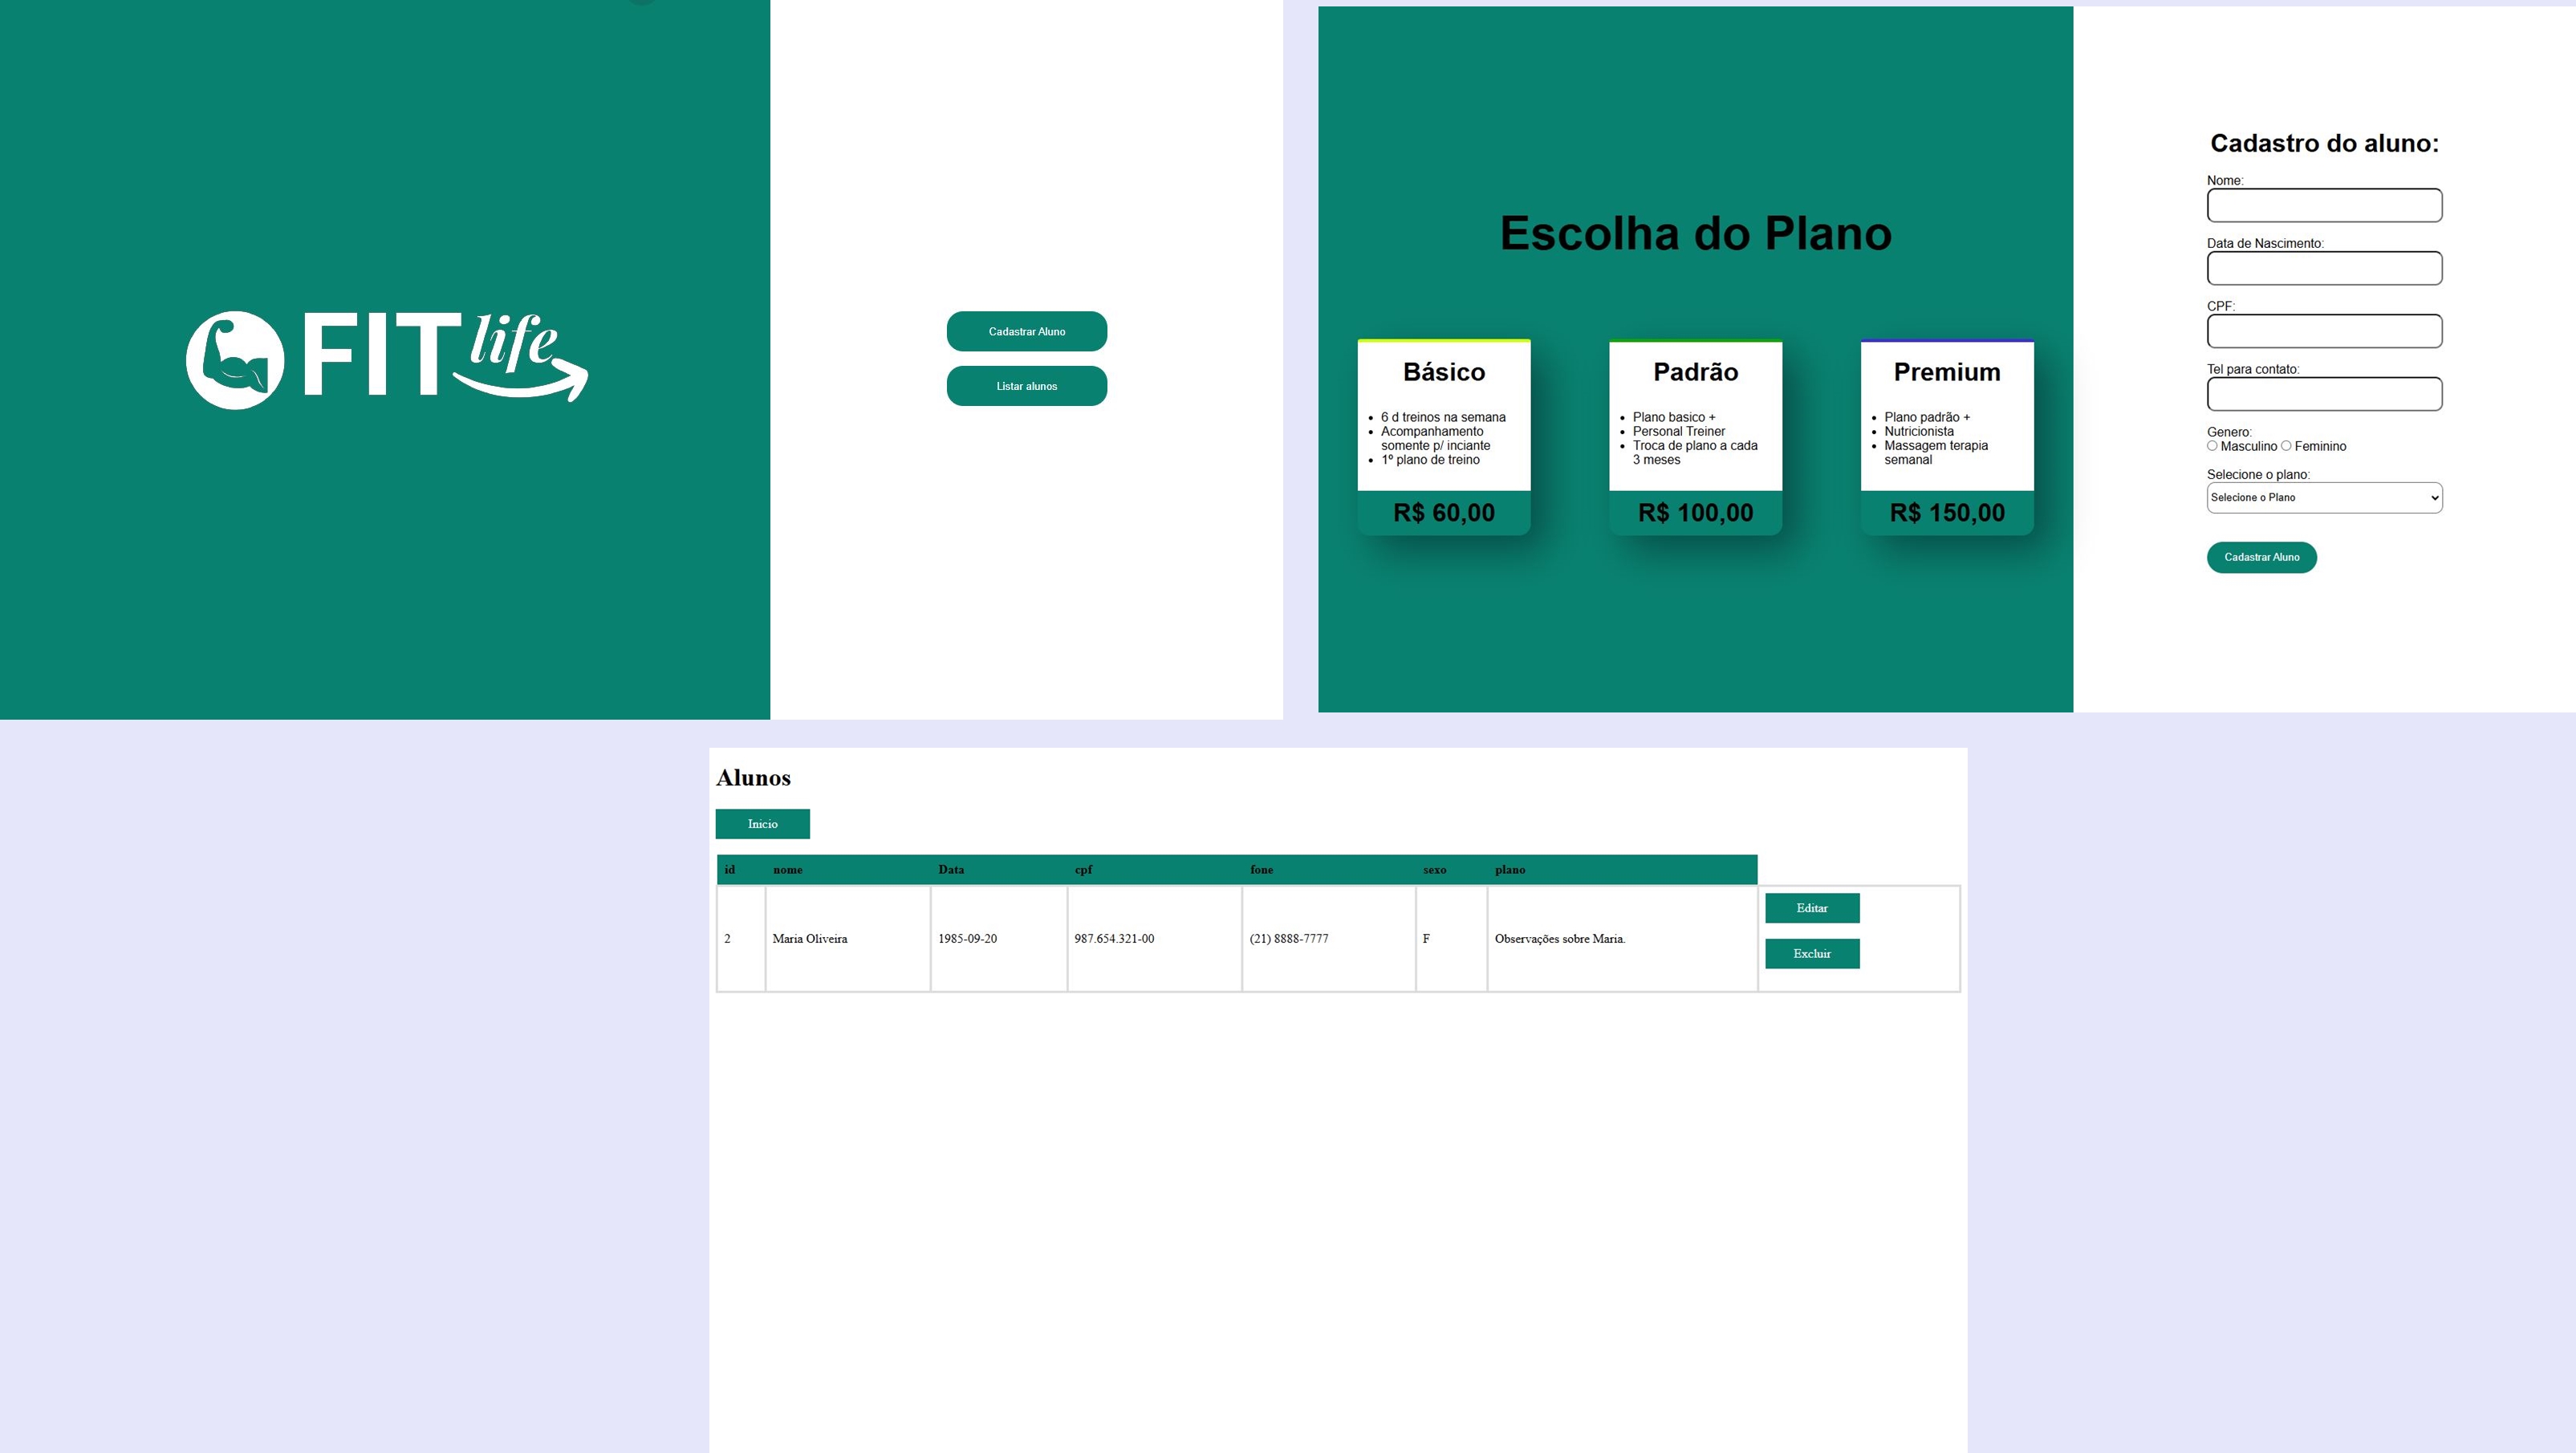 FIT life
Cadastrar Aluno
Listar alunos
Escolha do Plano
Básico
6 d treinos na semana
Acompanhamento
somente p/ inciante
1º plano de treino
R$ 60,00
Padrão
Plano basico +
Personal Treiner
Troca de plano a cada
3 meses
R$ 100,00
Premium
Plano padrão +
Nutricionista
Massagem terapia
semanal
R$ 150,00
Cadastro do aluno:
Nome:
Data de Nascimento:
CPF:
Tel para contato:
Genero:
Masculino Feminino
Selecione o plano:
Selecione o Plano
Cadastrar Aluno
Alunos
Inicio
id nome Data cpf fone sexo plano
2 Maria Oliveira 1985-09-20 987.654.321-00 (21) 8888-7777 F Observações sobre Maria.
Editar
Excluir